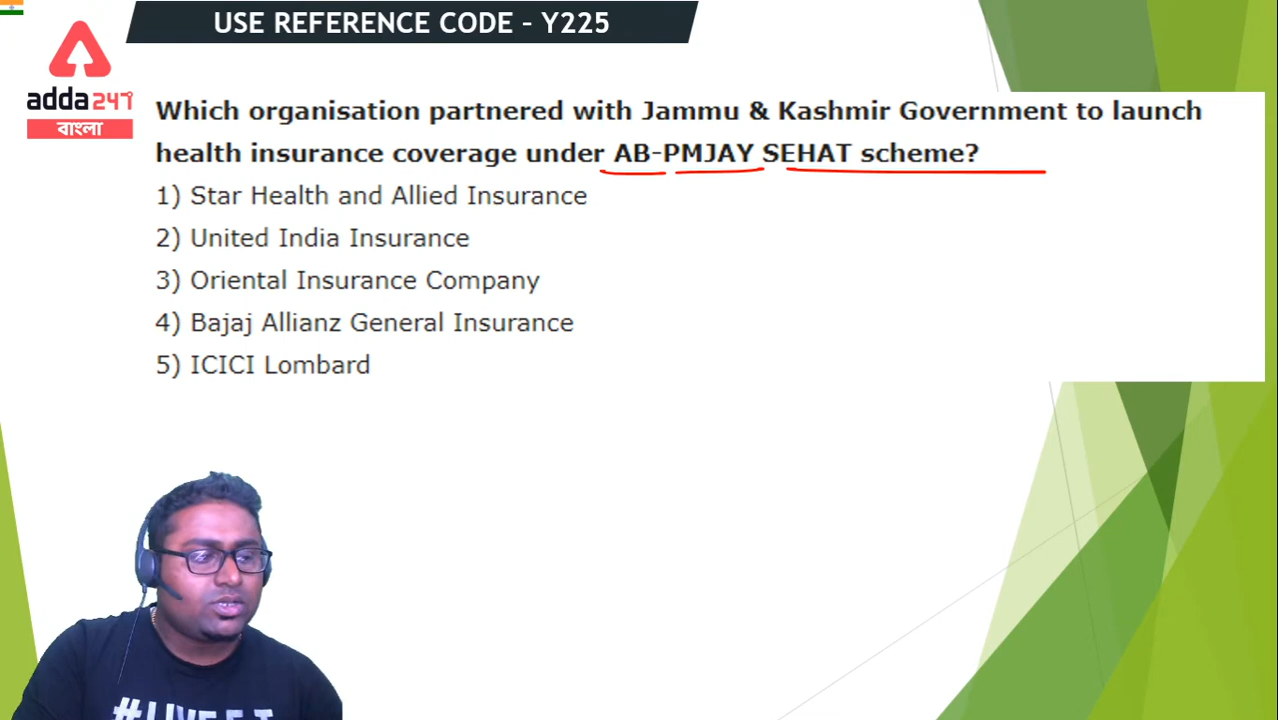 USE REFERENCE CODE - Y225
adda247
বাংলা
Which organisation partnered with Jammu & Kashmir Government to launch
health insurance coverage under AB-PMJAY SEHAT scheme?
1) Star Health and Allied Insurance
2) United India Insurance
3) Oriental Insurance Company
4) Bajaj Allianz General Insurance
5) ICICI Lombard